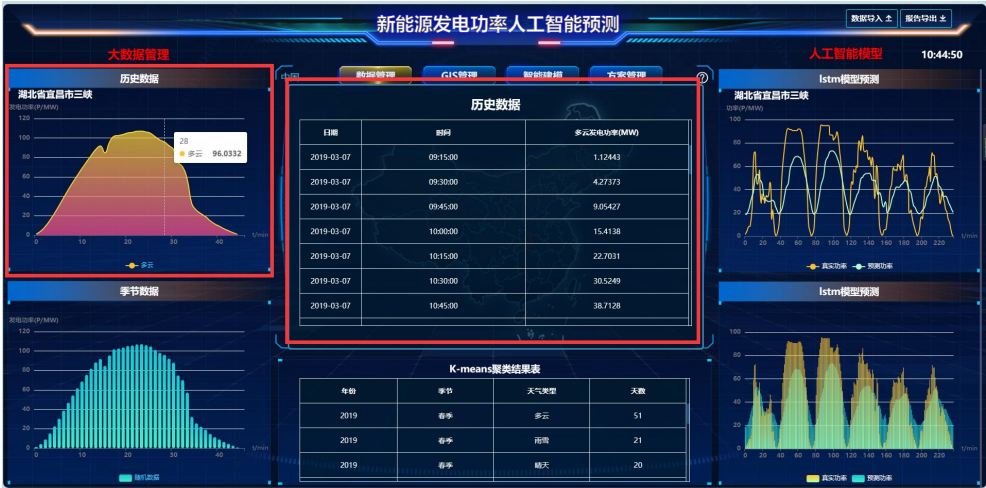 新能源发电功率人工智能预测
数据导入 报告导出
大数据管理
人工智能模型
10:44:50
中国 数据管理 GIS管理 智能建模 方案管理 ?
历史数据
湖北省宜昌市三峡
发电功率(P/MW)
120
100
80
60
40
20
0
0 10 20 30 40 t/min
28
多云 96.0332
多云
季节数据
发电功率(P/MW)
120
100
80
60
40
20
0
0 20 40 t/min
随机数据
历史数据
日期 时间 多云发电功率(MW)
2019-03-07 09:15:00 1.12443
2019-03-07 09:30:00 4.27373
2019-03-07 09:45:00 9.05427
2019-03-07 10:00:00 15.4138
2019-03-07 10:15:00 22.7031
2019-03-07 10:30:00 30.5249
2019-03-07 10:45:00 38.7128
K-means聚类结果表
年份 季节 天气类型 天数
2019 春季 多云 51
2019 春季 雨雪 21
2019 春季 晴天 20
lstm模型预测
湖北省宜昌市三峡
功率(P/MW)
100
80
60
40
20
0
0 20 40 60 80 100 120 140 160 180 200 220 t/min
真实功率 预测功率
lstm模型预测
100
80
60
40
20
0
0 20 40 60 80 100 120 140 160 180 200 220 t/min
真实功率 预测功率